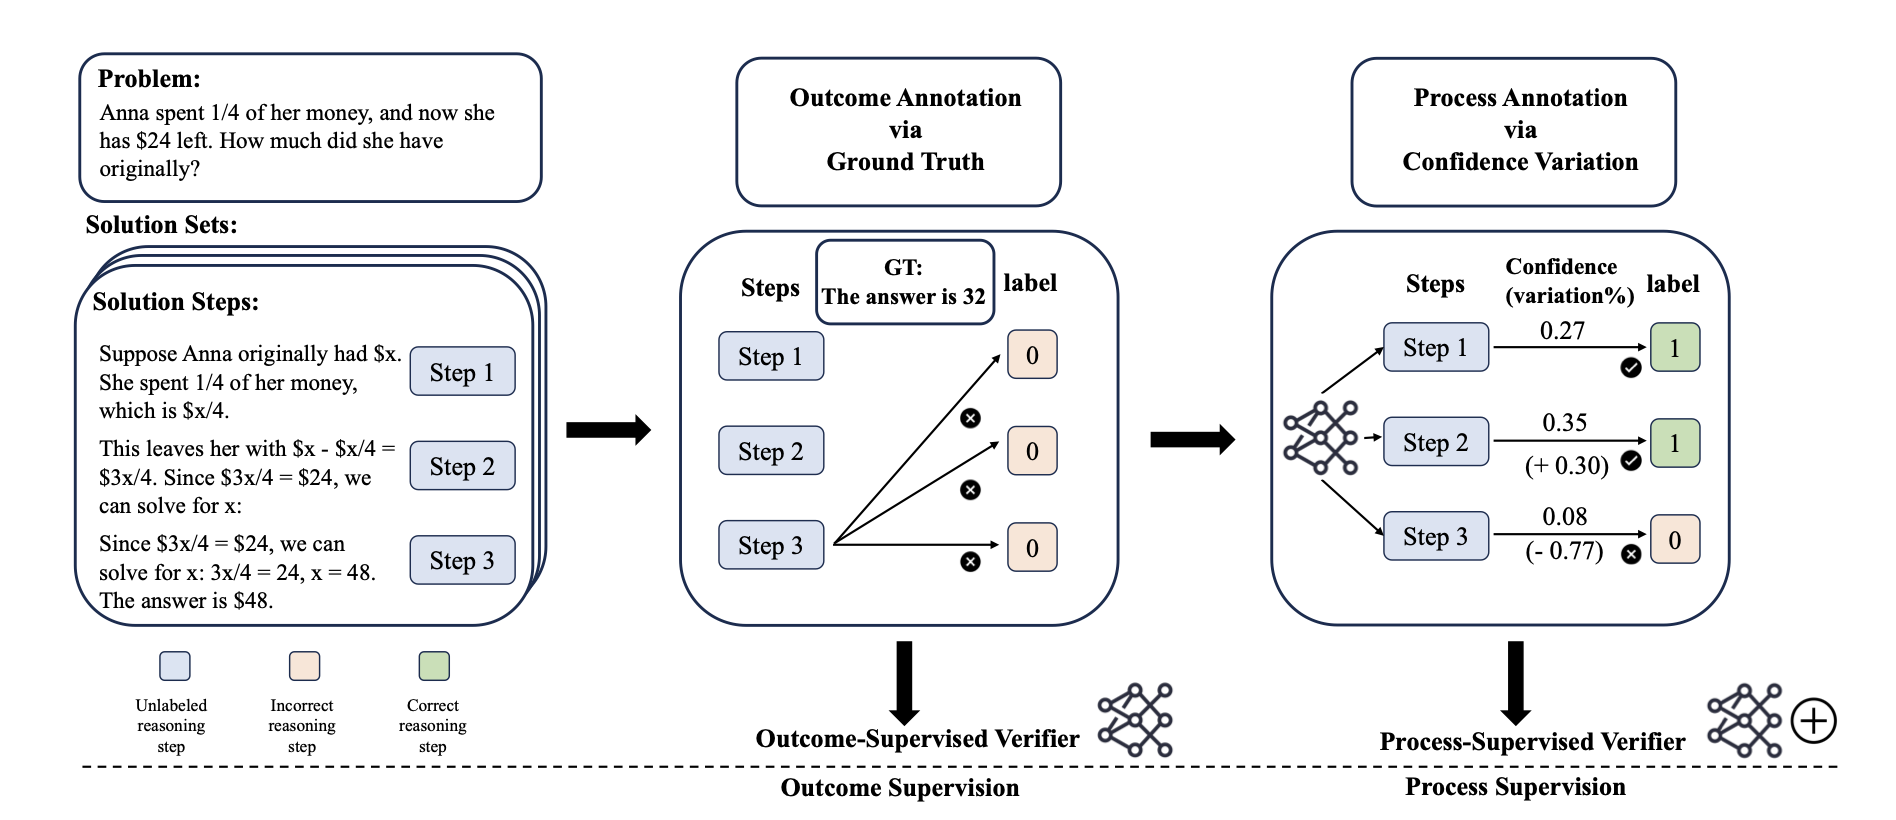 Problem:
Anna spent 1/4 of her money, and now she
has $24 left. How much did she have
originally?
Solution Sets:
Solution Steps:
Suppose Anna originally had $x.
She spent 1/4 of her money,
which is $x/4.
Step 1
This leaves her with $x - $x/4 =
$3x/4. Since $3x/4 = $24, we
can solve for x:
Step 2
Since $3x/4 = $24, we can
solve for x: 3x/4 = 24, x = 48.
The answer is $48.
Step 3
Unlabeled
reasoning
step
Incorrect
reasoning
step
Correct
reasoning
step
Outcome Annotation
via
Ground Truth
Steps
GT:
The answer is 32
label
Step 1
0
Step 2
0
Step 3
0
Outcome-Supervised Verifier
Outcome Supervision
Process Annotation
via
Confidence Variation
Steps
Confidence
(variation%)
label
Step 1
0.27
1
Step 2
0.35
(+ 0.30)
1
Step 3
0.08
(- 0.77)
0
Process-Supervised Verifier
Process Supervision